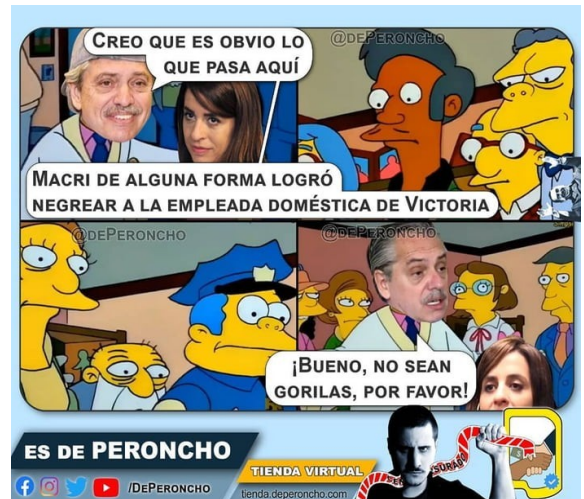 CREO QUE ES OBVIO LO
QUE PASA AQUÍ
@DEPERONCHO
MACRI DE ALGUNA FORMA LOGRÓ
NEGREAR A LA EMPLEADA DOMÉSTICA DE VICTORIA
@DEPERONCHO
@DEPERONCHO
¡BUENO, NO SEAN
GORILAS, POR FAVOR!
ES DE PERONCHO
TIENDA VIRTUAL
/DEPERONCHO
tienda.deperoncho.com